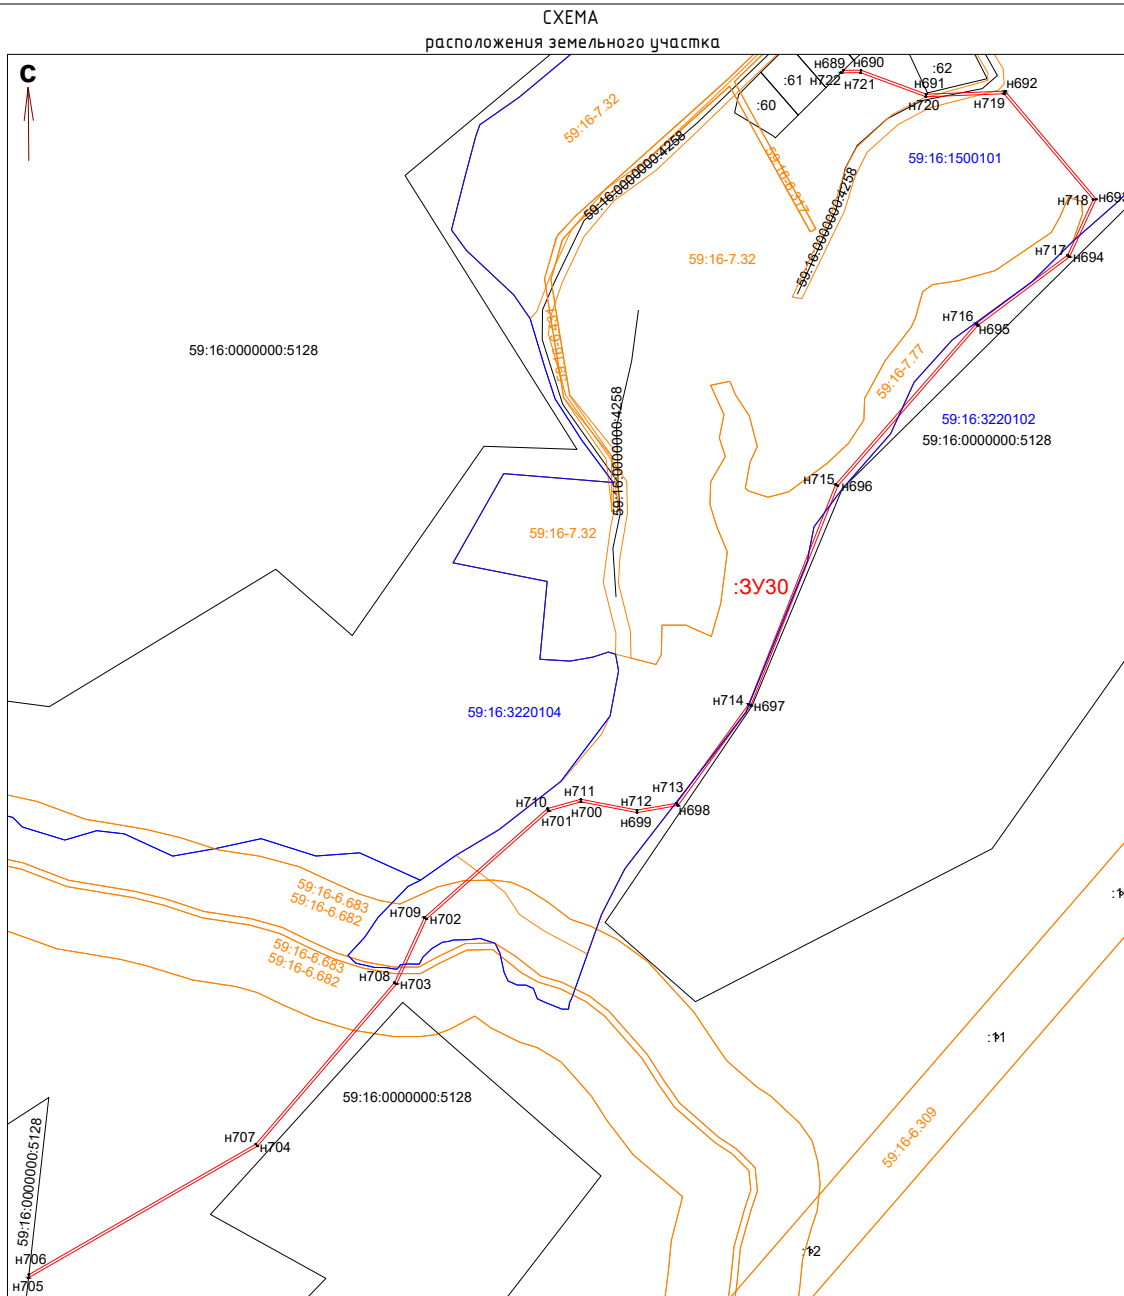 СХЕМА
расположения земельного участка
С
н689
н690
:62
:61
н722
н721
н691
н692
:60
н720
н719
59:16-7.32
59:16:0000000:4258
59:16-6.317
59:16:1500101
59:16:0000000:4258
н718
н717
н694
59:16-7.32
н716
н695
59:16:0000000:5128
59:16-7.77
59:16:0000000:4258
59:16:3220102
59:16:0000000:5128
н715
н696
59:16-7.32
:ЗУ30
59:16:3220104
н714
н697
н713
н711
н712
н710
н698
н701
н700
н699
59:16-6.683
59:16-6.682
н709
н702
59:16-6.683
59:16-6.682
н708
н703
59:16:0000000:5128
59:16-6.309
н707
н704
59:16:0000000:5128
н706
н705